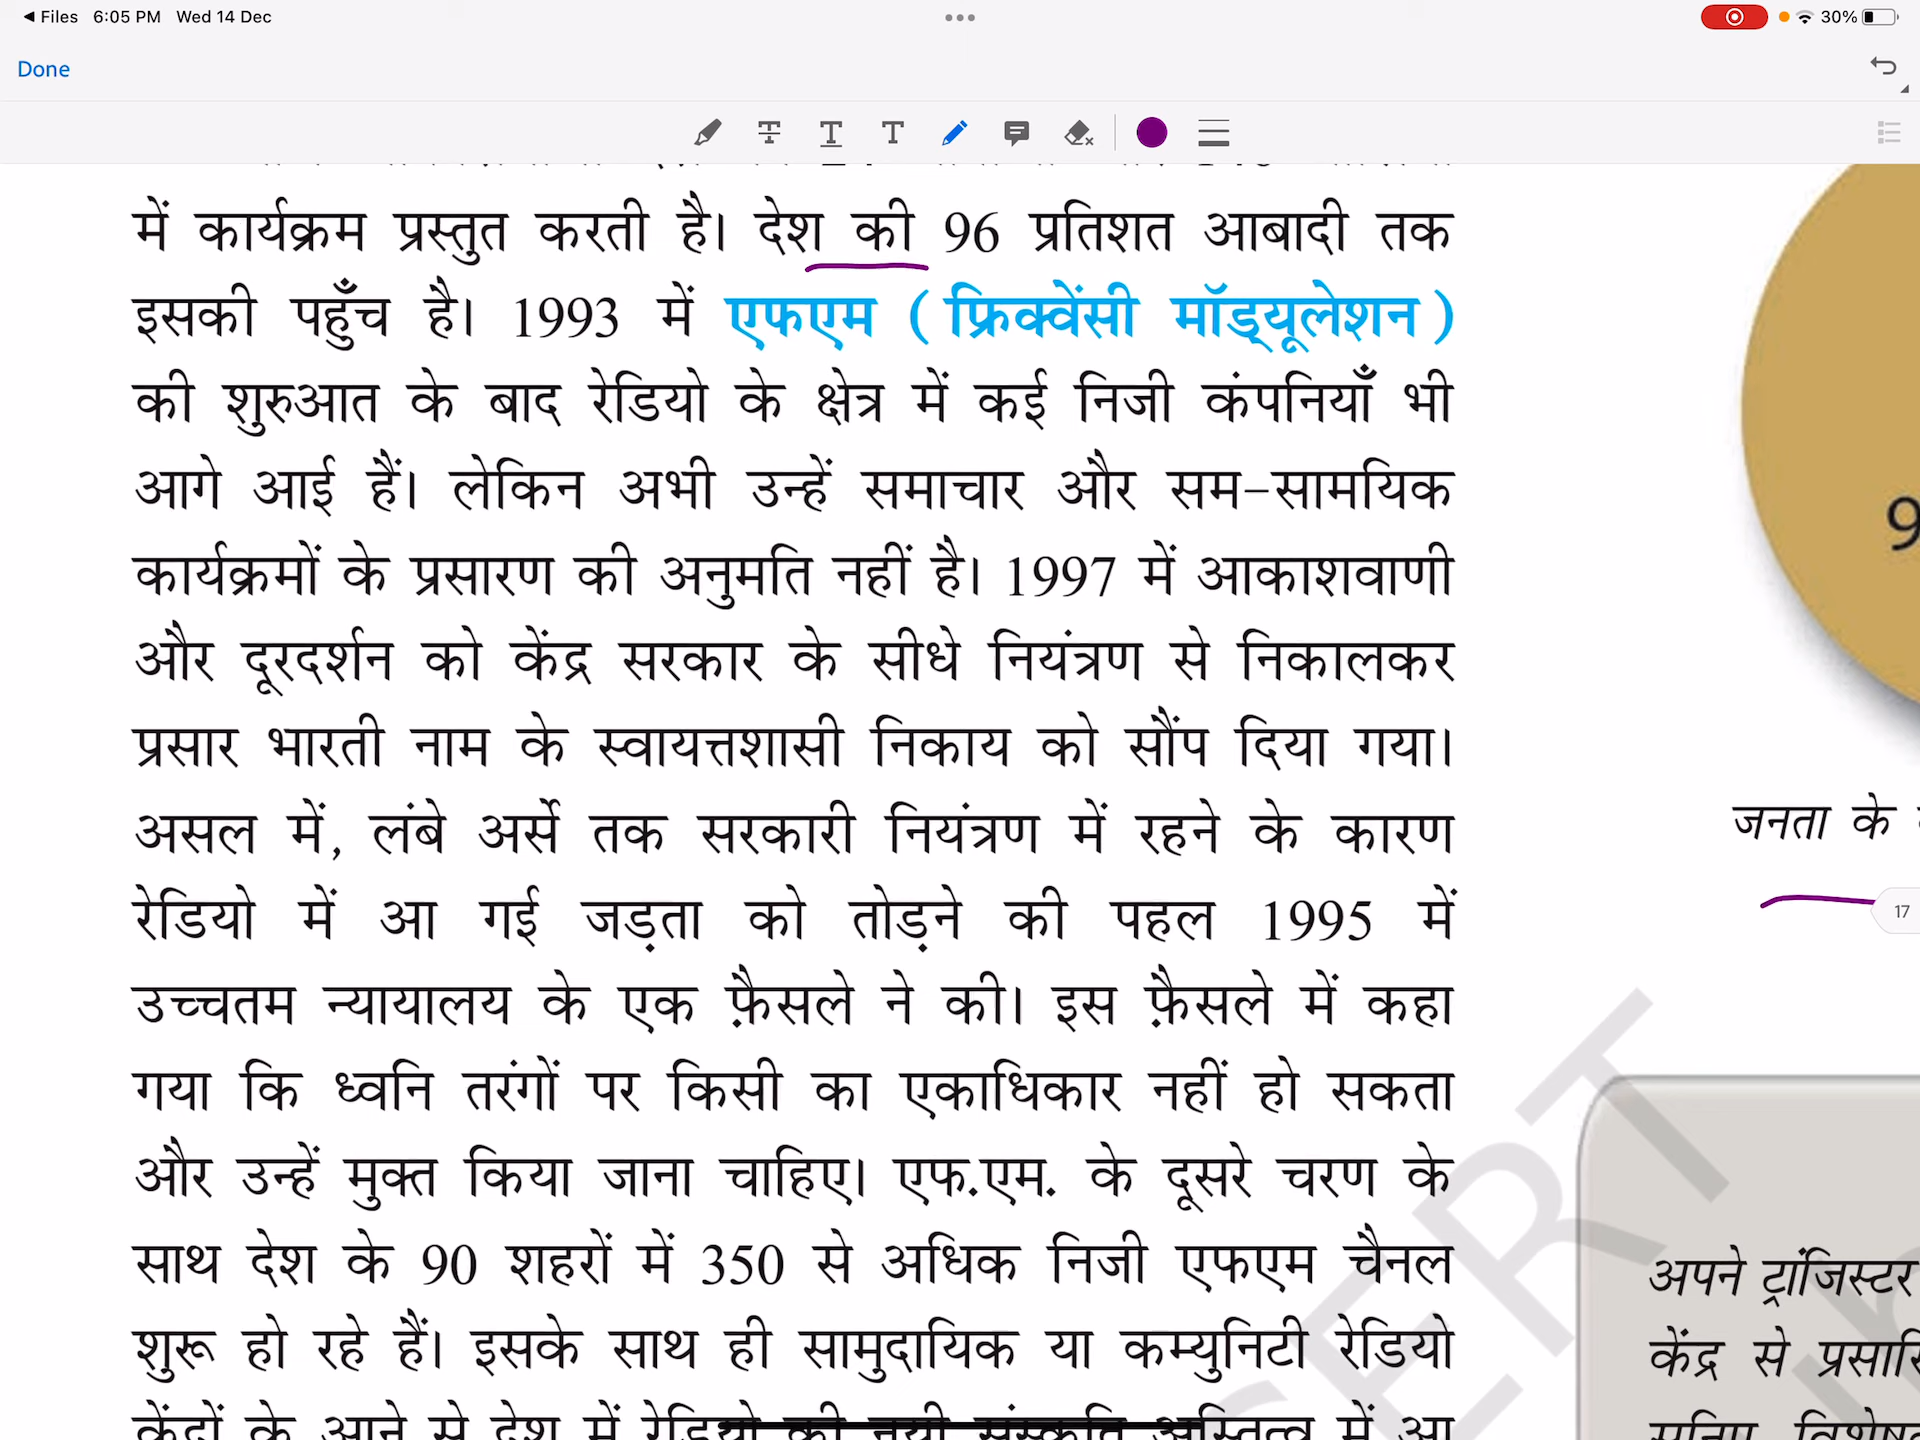 Files 6:05 PM Wed 14 Dec
30%
Done
में कार्यक्रम प्रस्तुत करती है। देश की 96 प्रतिशत आबादी तक
इसकी पहुँच है। 1993 में एफएम ( फ्रिक्वेंसी मॉड्यूलेशन )
की शुरुआत के बाद रेडियो के क्षेत्र में कई निजी कंपनियाँ भी
आगे आई हैं। लेकिन अभी उन्हें समाचार और सम-सामयिक
कार्यक्रमों के प्रसारण की अनुमति नहीं है। 1997 में आकाशवाणी
और दूरदर्शन को केंद्र सरकार के सीधे नियंत्रण से निकालकर
प्रसार भारती नाम के स्वायत्तशासी निकाय को सौंप दिया गया।
असल में, लंबे अर्से तक सरकारी नियंत्रण में रहने के कारण
रेडियो में आ गई जड़ता को तोड़ने की पहल 1995 में
उच्चतम न्यायालय के एक फ़ैसले ने की। इस फ़ैसले में कहा
गया कि ध्वनि तरंगों पर किसी का एकाधिकार नहीं हो सकता
और उन्हें मुक्त किया जाना चाहिए। एफ.एम. के दूसरे चरण के
साथ देश के 90 शहरों में 350 से अधिक निजी एफएम चैनल
शुरू हो रहे हैं। इसके साथ ही सामुदायिक या कम्युनिटी रेडियो
केंद्रों के आने से देश में रेडियो की नयी संस्कृति अस्तित्व में आ
9
जनता के
17
अपने ट्रांजिस्टर
केंद्र से